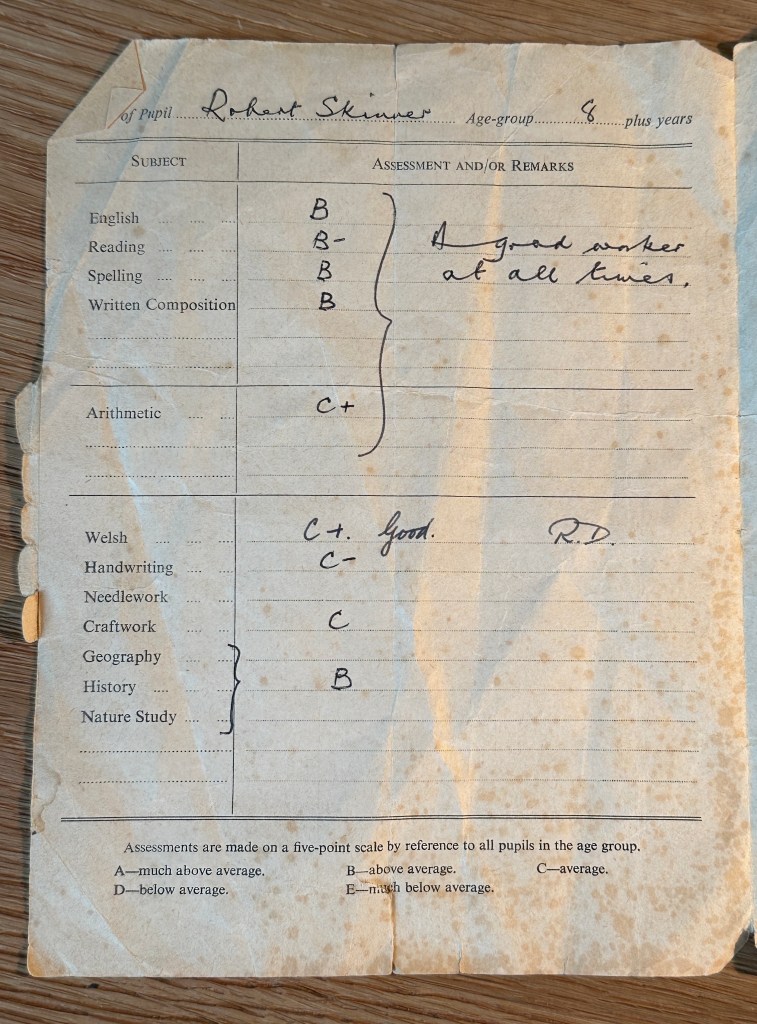 of Pupil Robert Skinner Age-group 8 plus years
SUBJECT ASSESSMENT AND/OR REMARKS
English B
Reading B- A good worker
Spelling B at all times.
Written Composition B
Arithmetic C+
Welsh C+. Good. R.D.
Handwriting C-
Needlework
Craftwork C
Geography
History B
Nature Study
Assessments are made on a five-point scale by reference to all pupils in the age group.
A—much above average. B—above average. C—average.
D—below average. E—much below average.